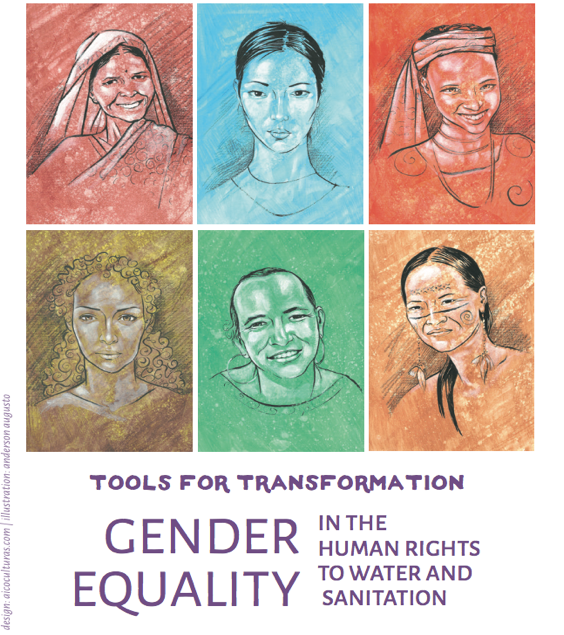 TOOLS FOR TRANSFORMATION
GENDER
EQUALITY
IN THE
HUMAN RIGHTS
TO WATER AND
SANITATION
design: aicoculturas.com | illustration: anderson augusto